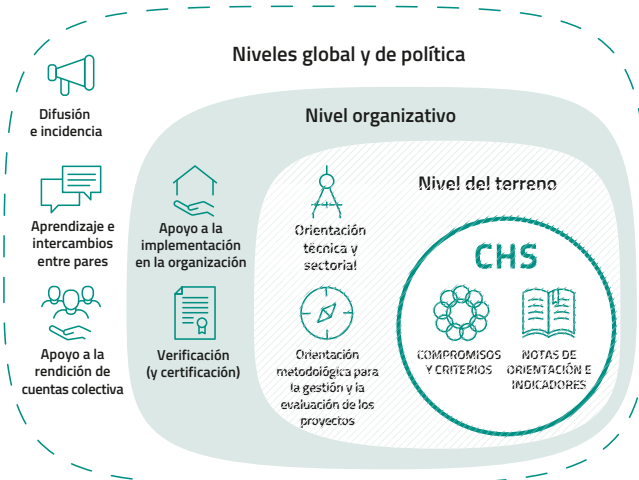 Niveles global y de política
Difusión
e incidencia
Aprendizaje e
intercambios
entre pares
Apoyo a la
rendición de
cuentas colectiva
Nivel organizativo
Apoyo a la
implementación
en la organización
Verificación
(y certificación)
Nivel del terreno
Orientación
técnica y
sectorial
Orientación
metodológica para
la gestión y la
evaluación de los
proyectos
CHS
COMPROMISOS
Y CRITERIOS
NOTAS DE
ORIENTACIÓN E
INDICADORES